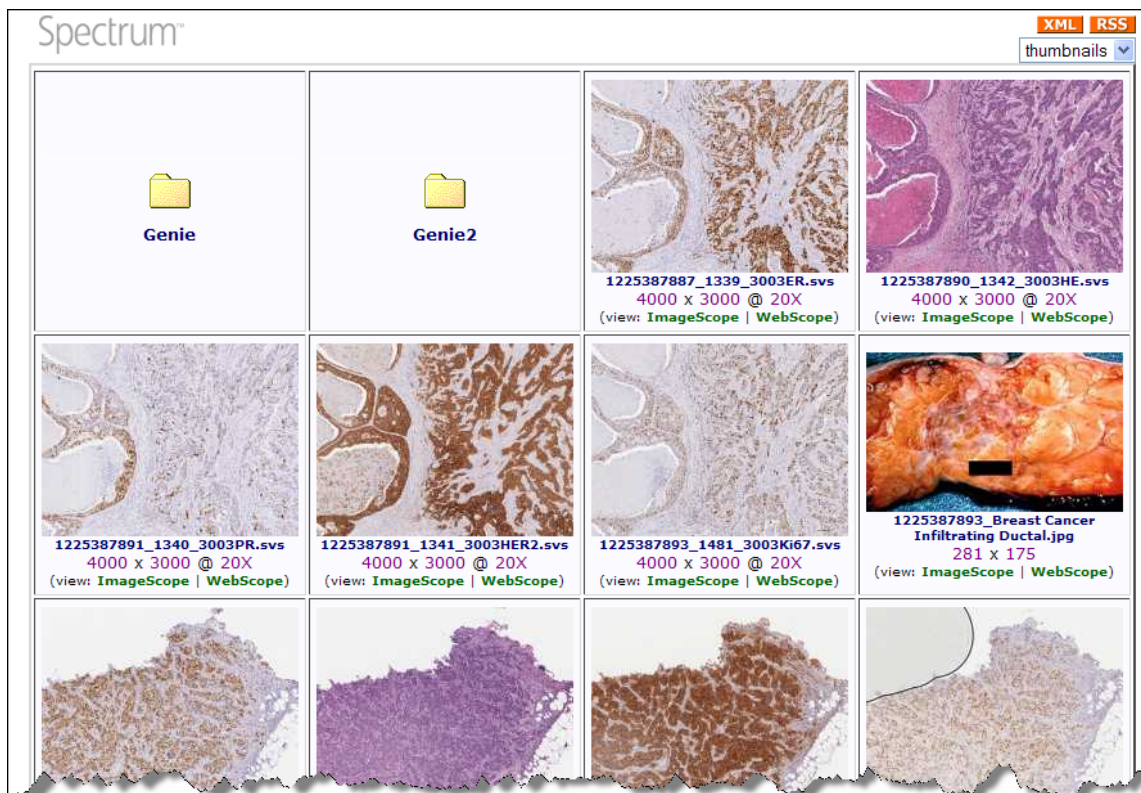 Spectrum™
XML RSS
thumbnails
Genie
Genie2
1225387887_1339_3003ER.svs
4000 x 3000 @ 20X
(view: ImageScope | WebScope)
1225387890_1342_3003HE.svs
4000 x 3000 @ 20X
(view: ImageScope | WebScope)
1225387891_1340_3003PR.svs
4000 x 3000 @ 20X
(view: ImageScope | WebScope)
1225387891_1341_3003HER2.svs
4000 x 3000 @ 20X
(view: ImageScope | WebScope)
1225387893_1481_3003Ki67.svs
4000 x 3000 @ 20X
(view: ImageScope | WebScope)
1225387893_Breast Cancer
Infiltrating Ductal.jpg
281 x 175
(view: ImageScope | WebScope)